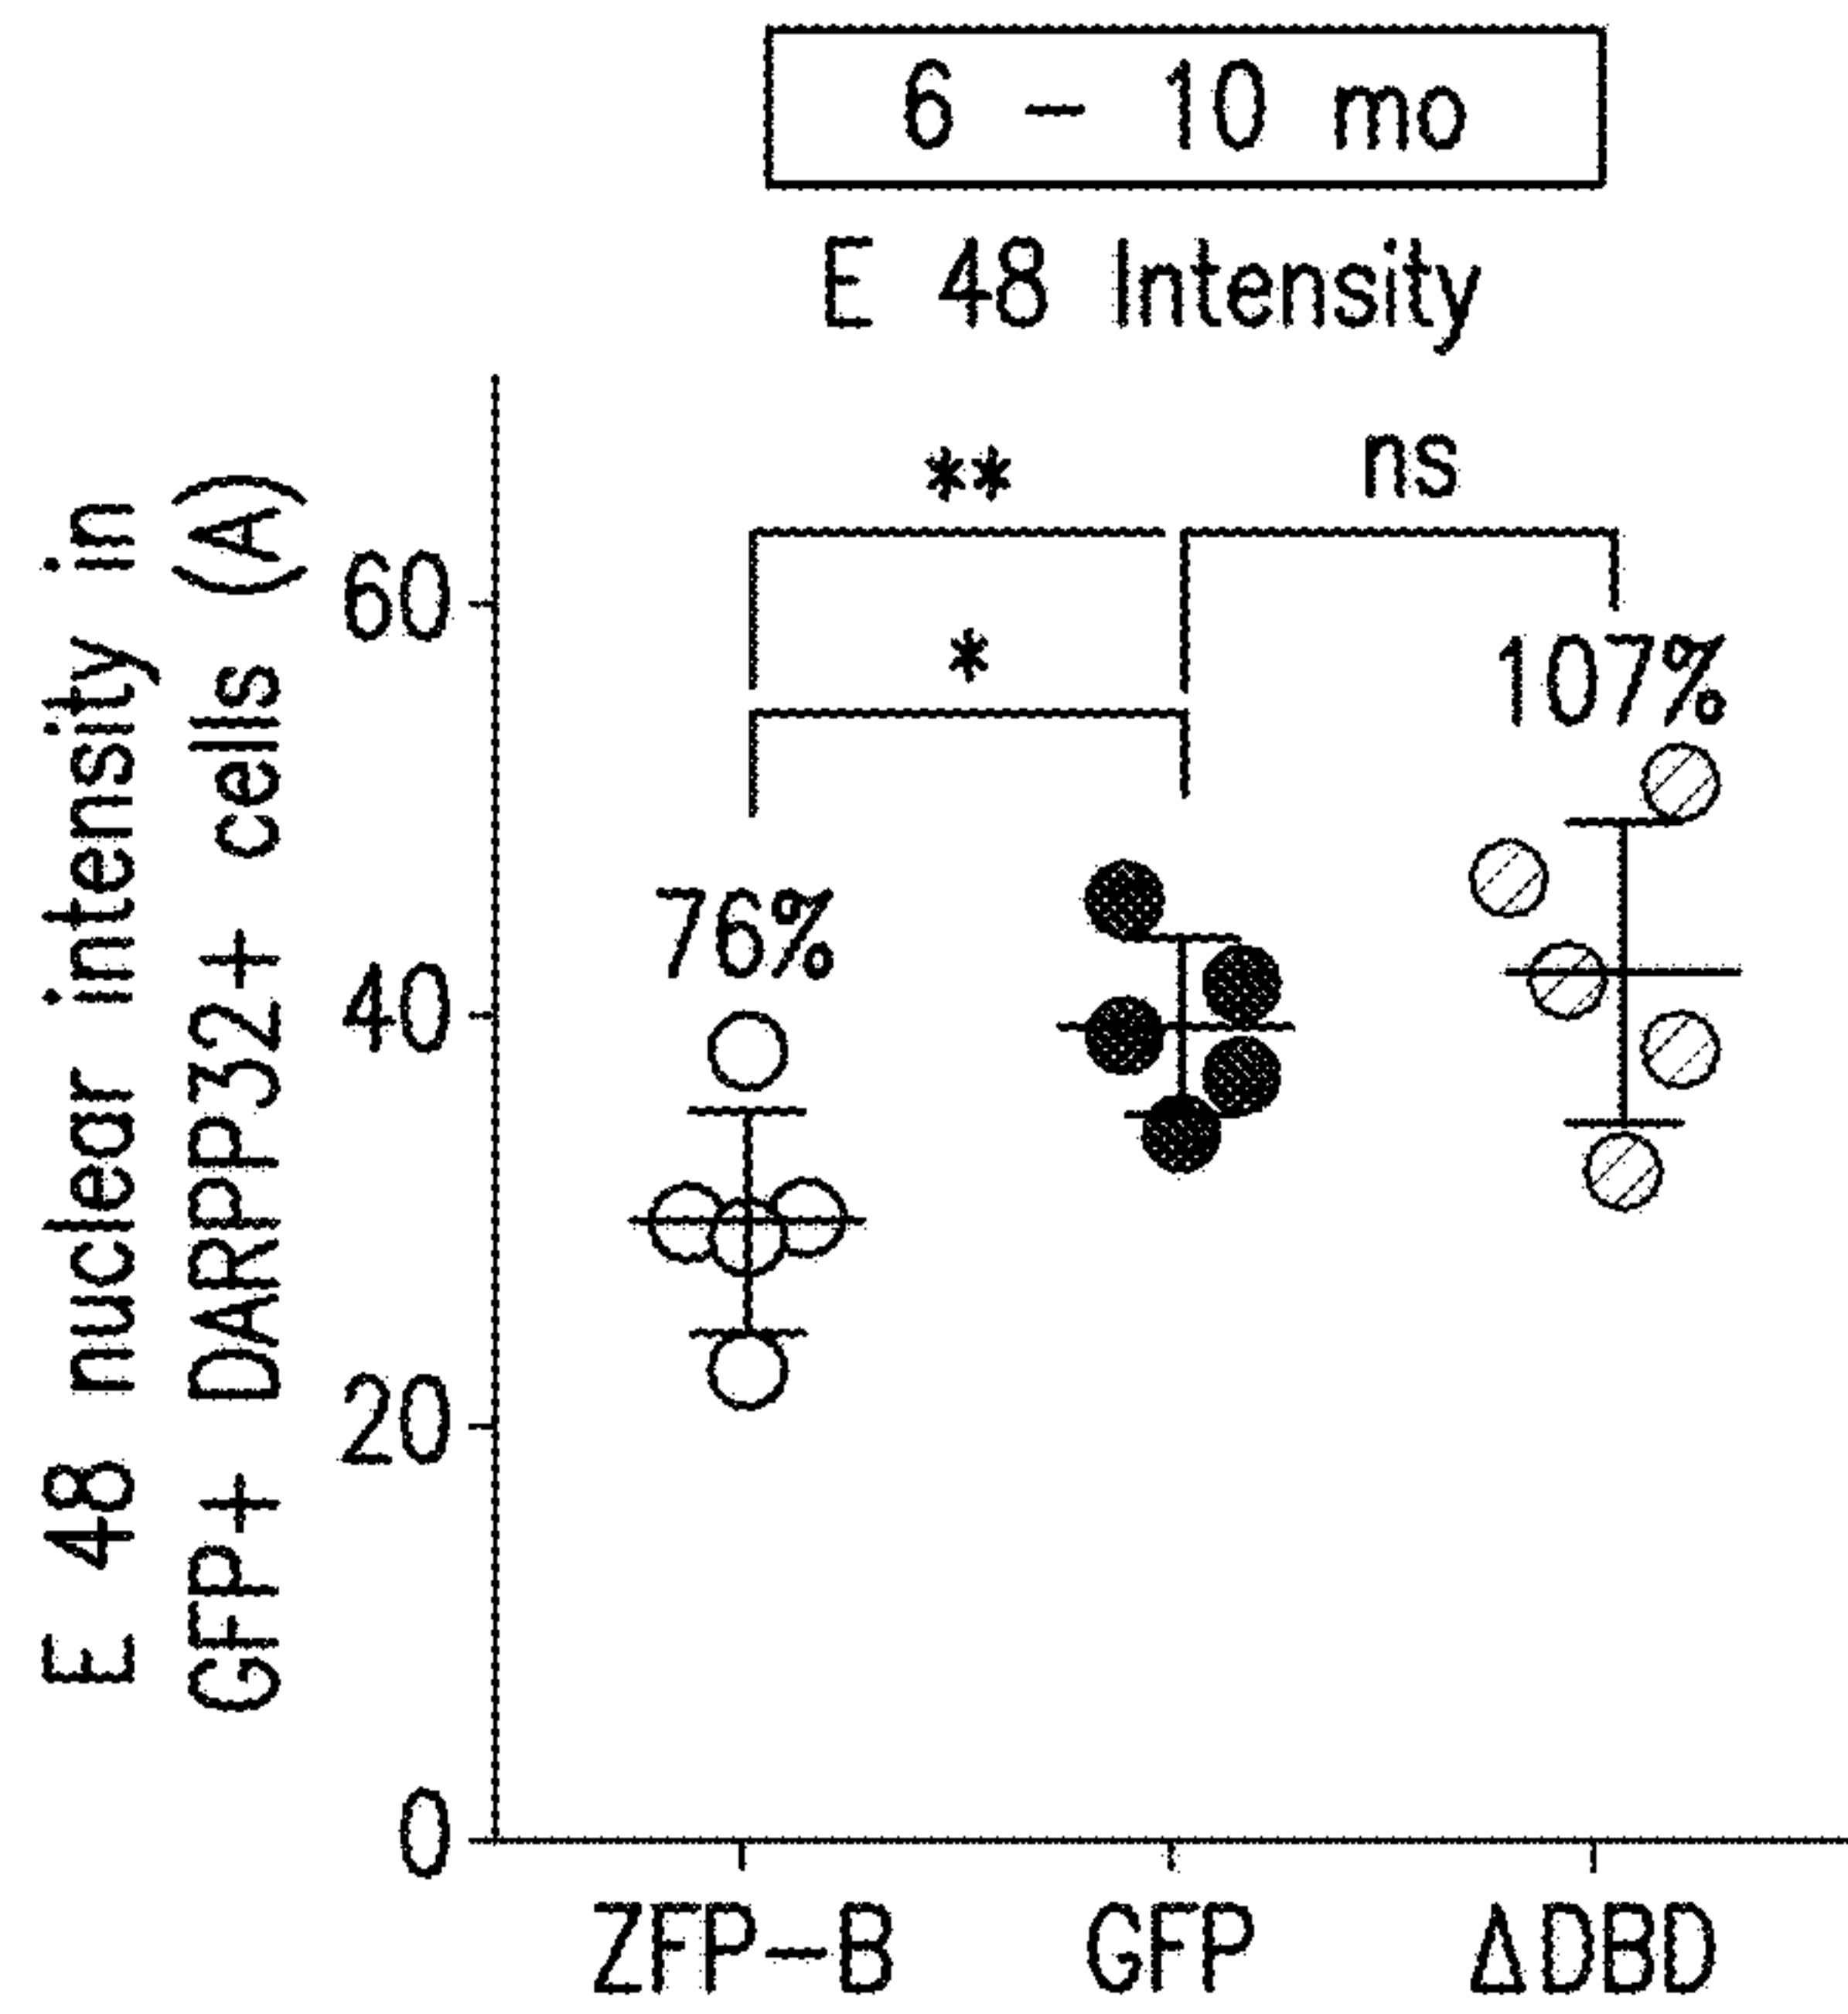 6 – 10 mo
E 48 Intensity
E 48 nuclear intensity in
GFP+ DARPP32+ cells (A)
** ns
60
*
107%
76%
40
20
0
ZFP–B GFP ΔDBD